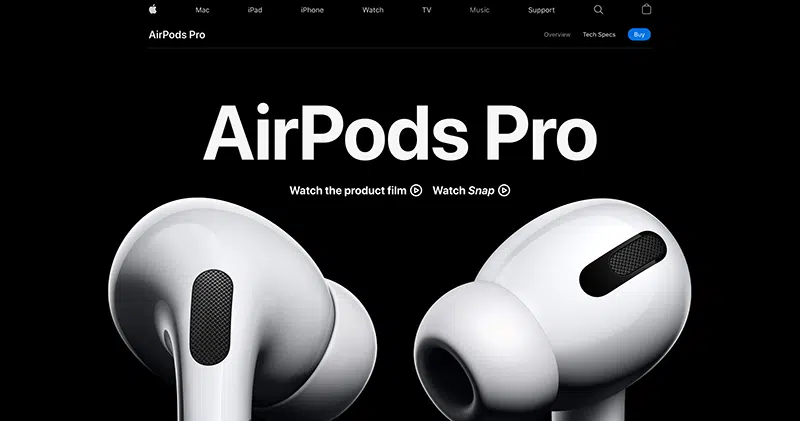 Mac iPad iPhone Watch TV Music Support
AirPods Pro Overview Tech Specs Buy
AirPods Pro
Watch the product film Watch Snap